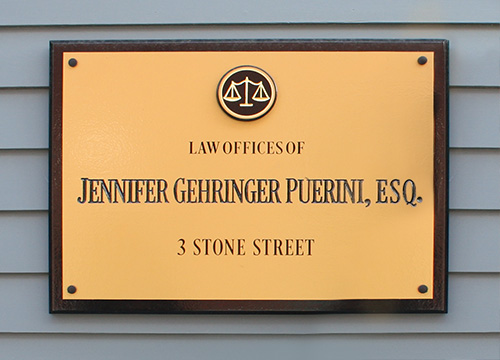 LAW OFFICES OF
JENNIFER GEHRINGER PUERINI, ESQ.
3 STONE STREET